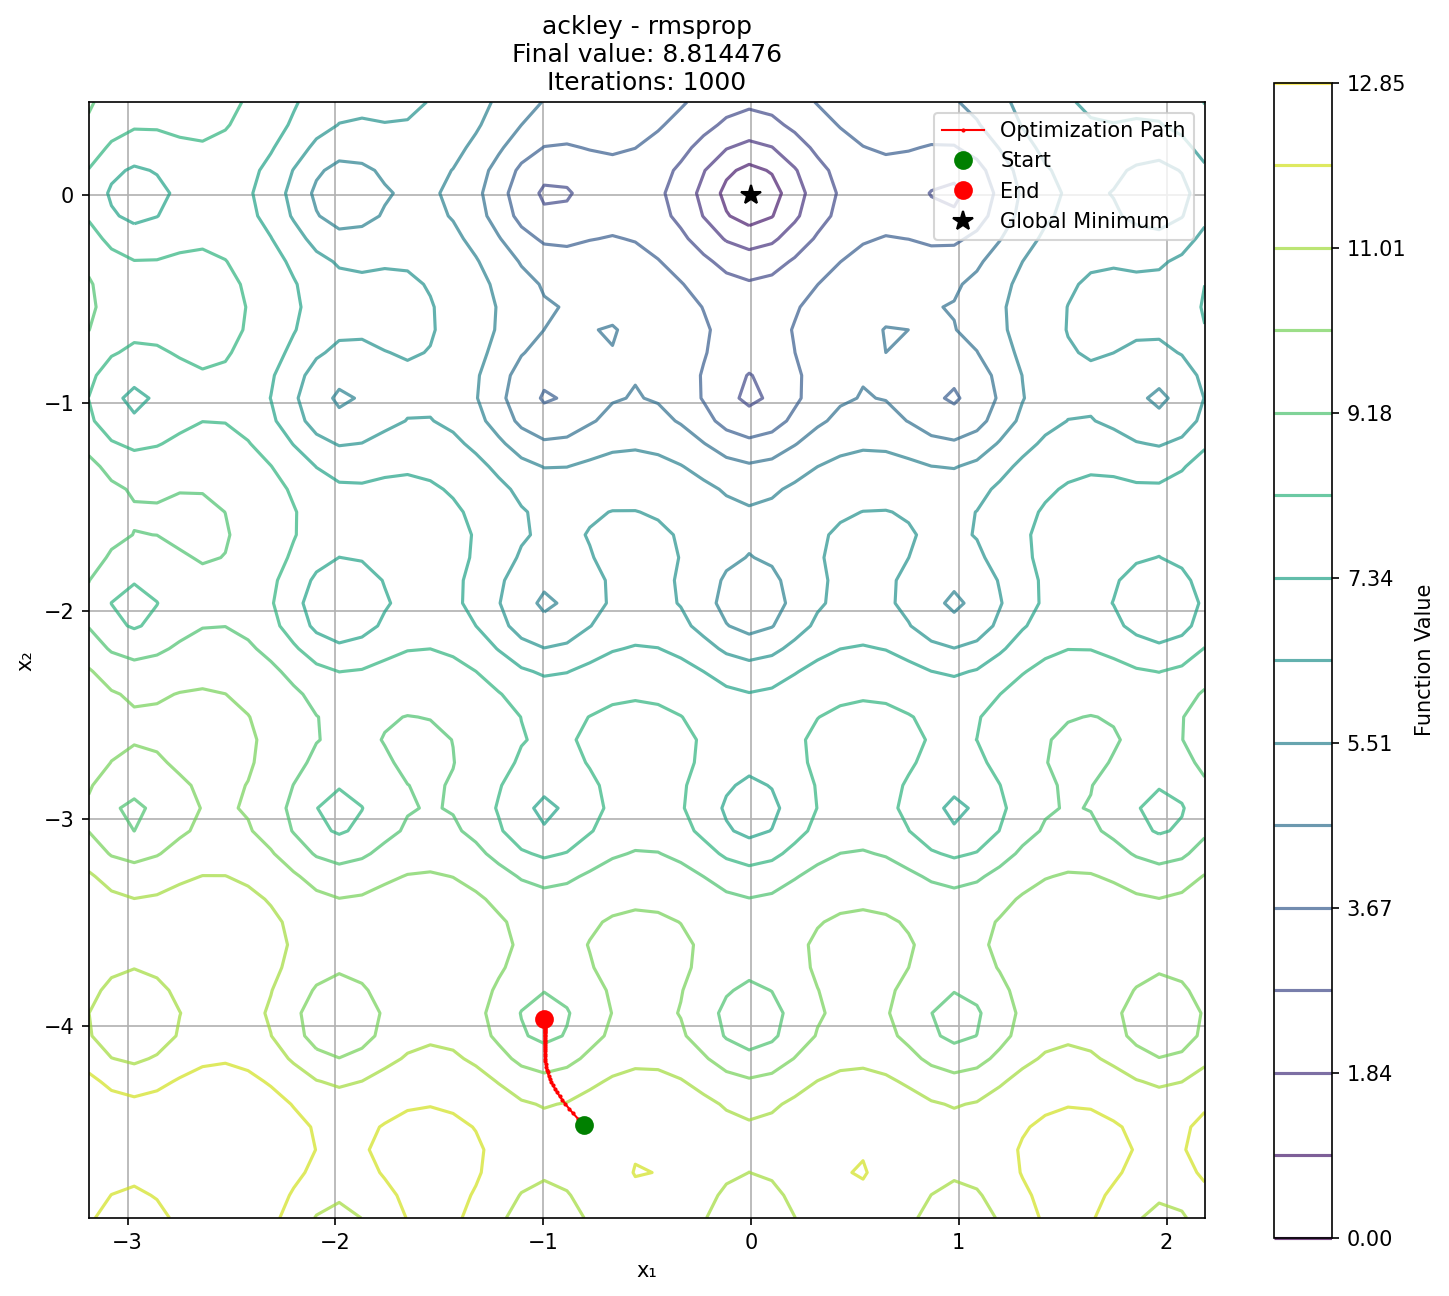 ackley - rmsprop
Final value: 8.814476
Iterations: 1000
Optimization Path
Start
End
Global Minimum
0
−1
−2
−3
−4
x₂
−3
−2
−1
0
1
2
x₁
12.85
11.01
9.18
7.34
5.51
3.67
1.84
0.00
Function Value